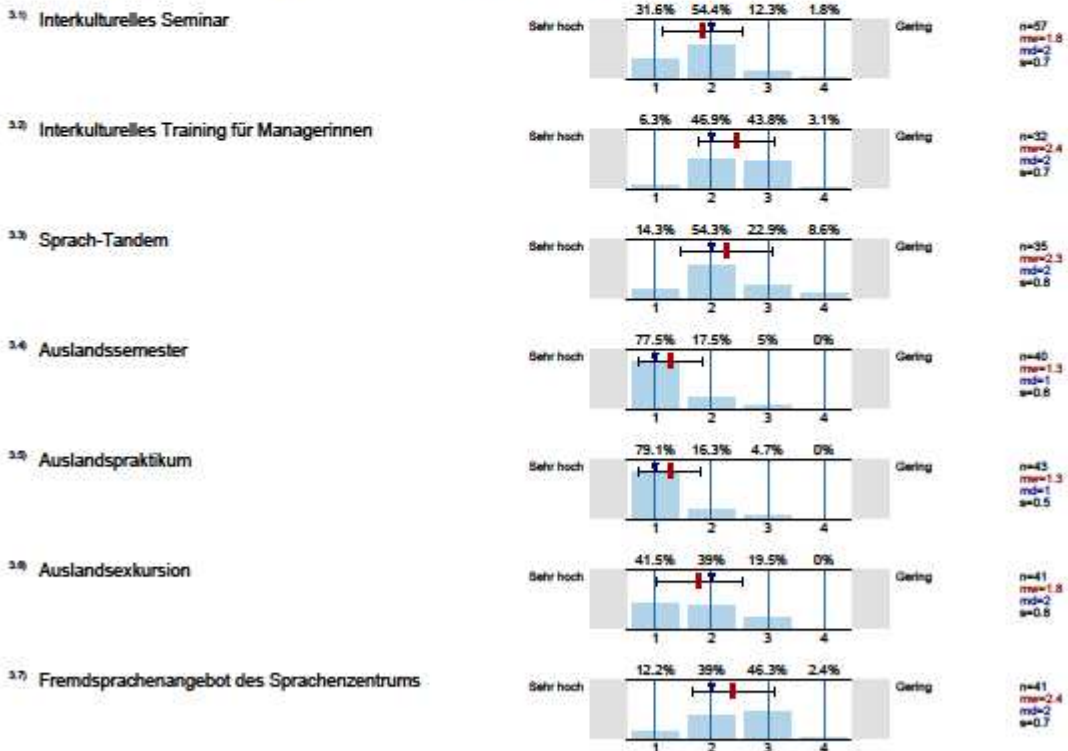 3.1) Interkulturelles Seminar
31.6% 54.4% 12.3% 1.8%
Sehr hoch Gering
1 2 3 4
n=57
mw=1.8
md=2
s=0.7
3.2) Interkulturelles Training für Managerinnen
6.3% 46.9% 43.8% 3.1%
Sehr hoch Gering
1 2 3 4
n=32
mw=2.4
md=2
s=0.7
3.3) Sprach-Tandem
14.3% 54.3% 22.9% 8.6%
Sehr hoch Gering
1 2 3 4
n=35
mw=2.3
md=2
s=0.8
3.4) Auslandssemester
77.5% 17.5% 5% 0%
Sehr hoch Gering
1 2 3 4
n=40
mw=1.3
md=1
s=0.6
3.5) Auslandspraktikum
79.1% 16.3% 4.7% 0%
Sehr hoch Gering
1 2 3 4
n=43
mw=1.3
md=1
s=0.5
3.6) Auslandsexkursion
41.5% 39% 19.5% 0%
Sehr hoch Gering
1 2 3 4
n=41
mw=1.8
md=2
s=0.8
3.7) Fremdsprachenangebot des Sprachenzentrums
12.2% 39% 46.3% 2.4%
Sehr hoch Gering
1 2 3 4
n=41
mw=2.4
md=2
s=0.7